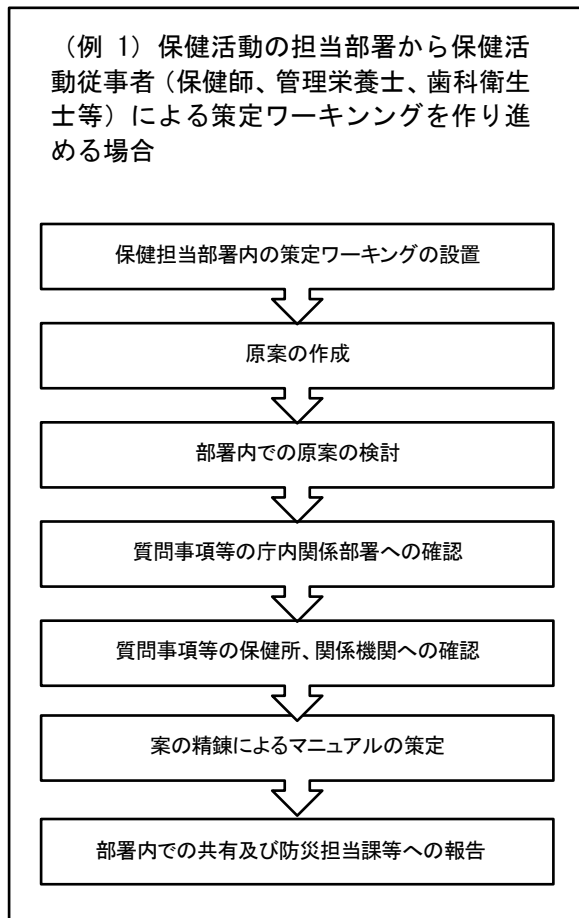 （例 1）保健活動の担当部署から保健活
動従事者（保健師、管理栄養士、歯科衛生
士等）による策定ワーキンングを作り進
める場合
保健担当部署内の策定ワーキングの設置
原案の作成
部署内での原案の検討
質問事項等の庁内関係部署への確認
質問事項等の保健所、関係機関への確認
案の精錬によるマニュアルの策定
部署内での共有及び防災担当課等への報告